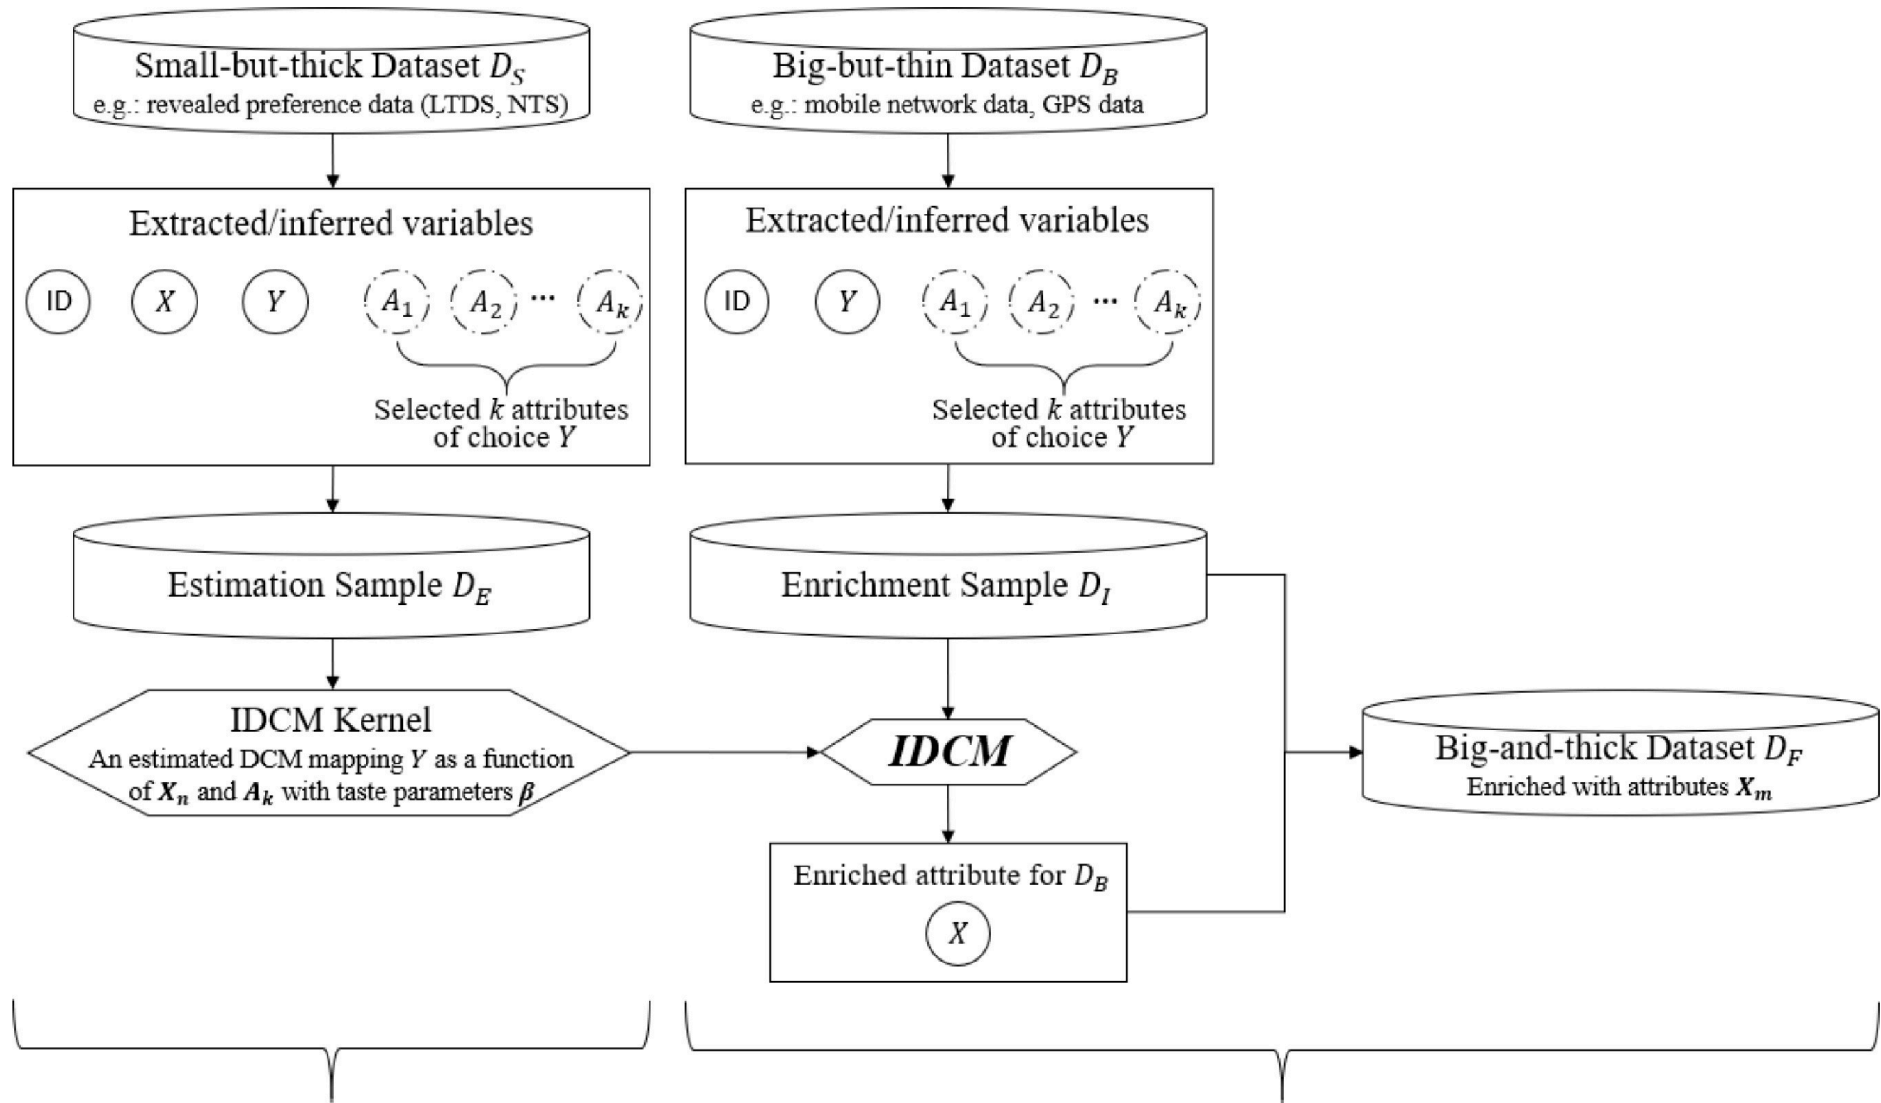 Small-but-thick Dataset D_S
e.g.: revealed preference data (LTDS, NTS)
Extracted/inferred variables
ID X Y A_1 A_2 ... A_k
Selected k attributes
of choice Y
Estimation Sample D_E
IDCM Kernel
An estimated DCM mapping Y as a function
of X_n and A_k with taste parameters β
Big-but-thin Dataset D_B
e.g.: mobile network data, GPS data
Extracted/inferred variables
ID Y A_1 A_2 ... A_k
Selected k attributes
of choice Y
Enrichment Sample D_I
IDCM
Enriched attribute for D_B
X
Big-and-thick Dataset D_F
Enriched with attributes X_m